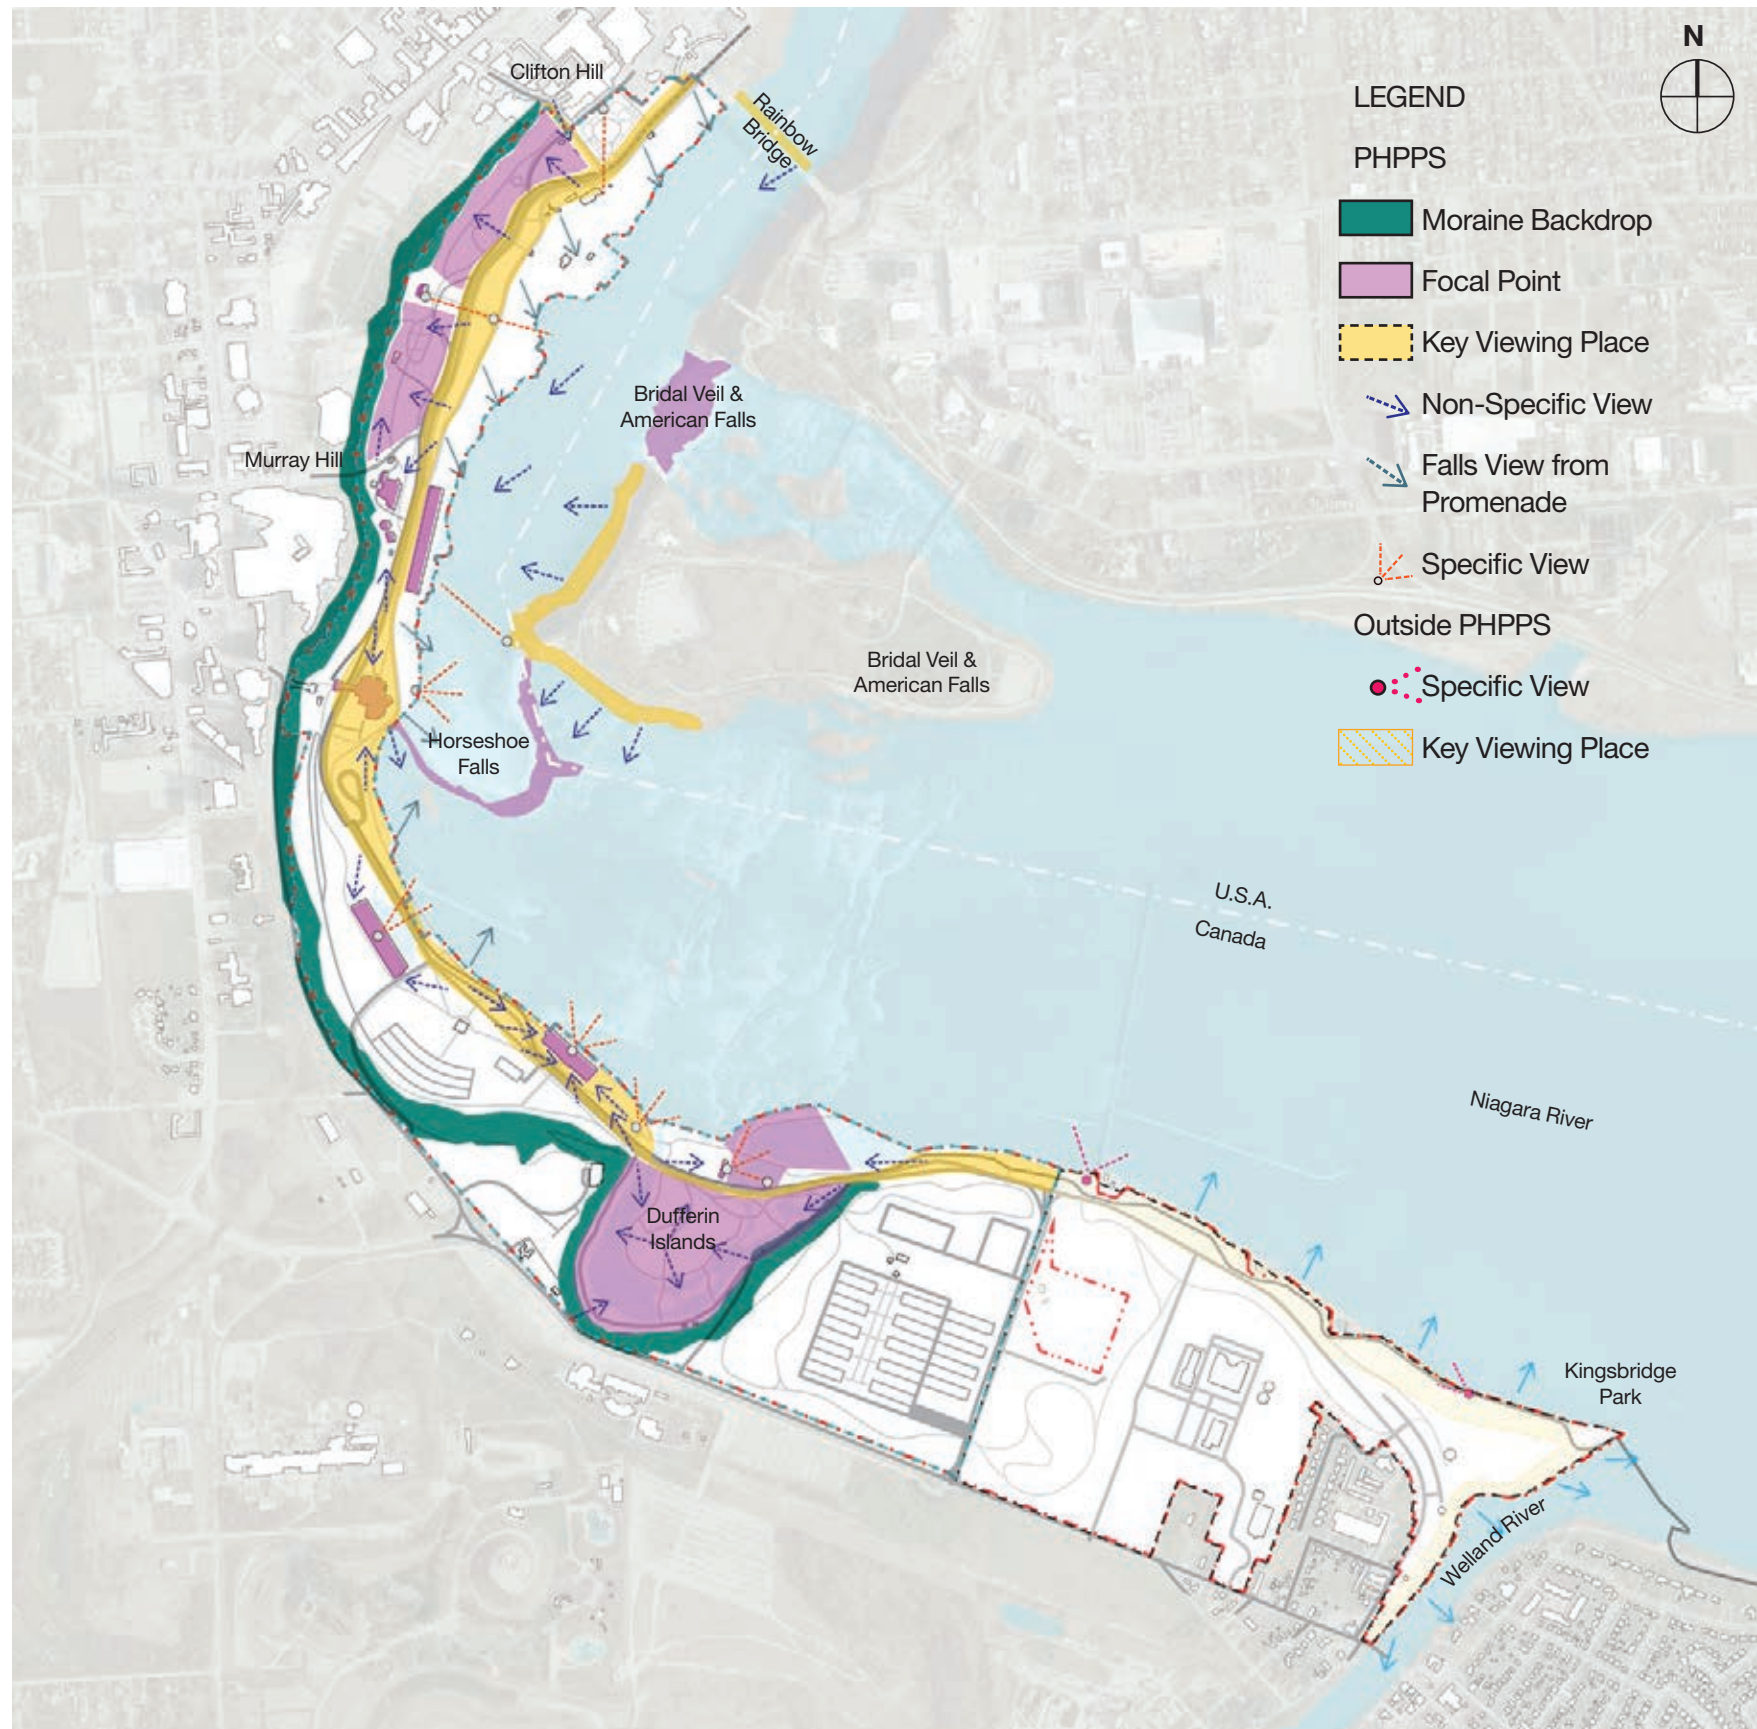 N
LEGEND
PHPPS
Moraine Backdrop
Focal Point
Key Viewing Place
Non-Specific View
Falls View from
Promenade
Specific View
Outside PHPPS
Specific View
Key Viewing Place
Clifton Hill
Rainbow
Bridge
Bridal Veil &
American Falls
Murray Hill
Bridal Veil &
American Falls
Horseshoe
Falls
U.S.A.
Canada
Niagara River
Dufferin
Islands
Kingsbridge
Park
Welland River